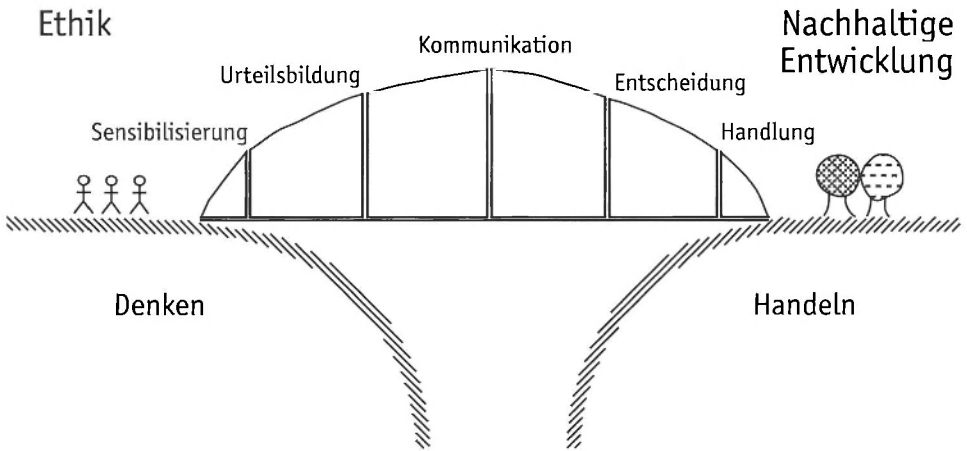 Ethik
Nachhaltige
Entwicklung
Kommunikation
Urteilsbildung
Entscheidung
Sensibilisierung
Handlung
Denken
Handeln